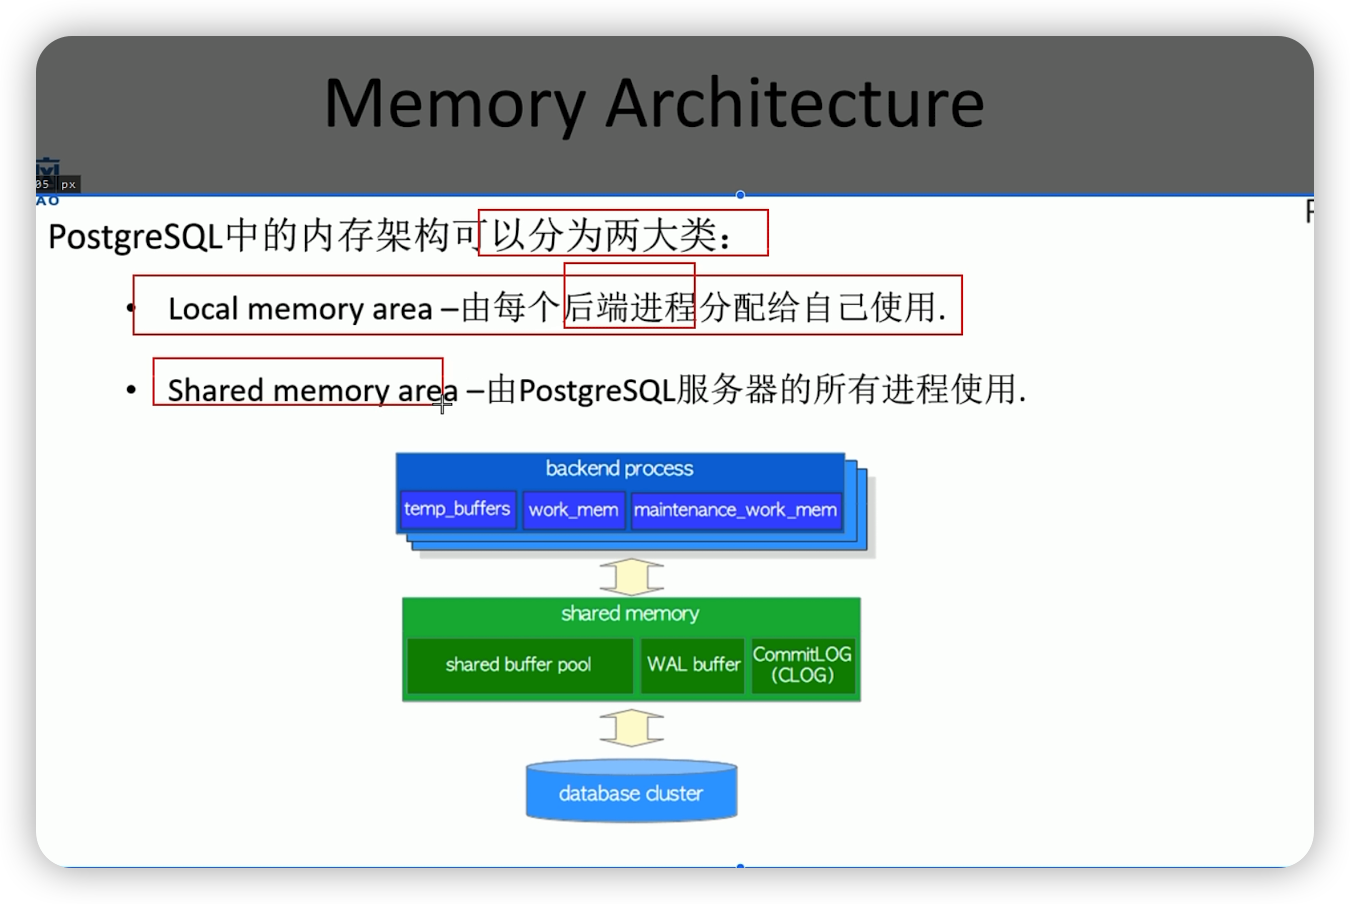 Memory Architecture
05 px
AO
PostgreSQL中的内存架构可以分为两大类：
• Local memory area –由每个后端进程分配给自己使用.
• Shared memory area –由PostgreSQL服务器的所有进程使用.
backend process
temp_buffers work_mem maintenance_work_mem
shared memory
shared buffer pool WAL buffer CommitLOG
(CLOG)
database cluster